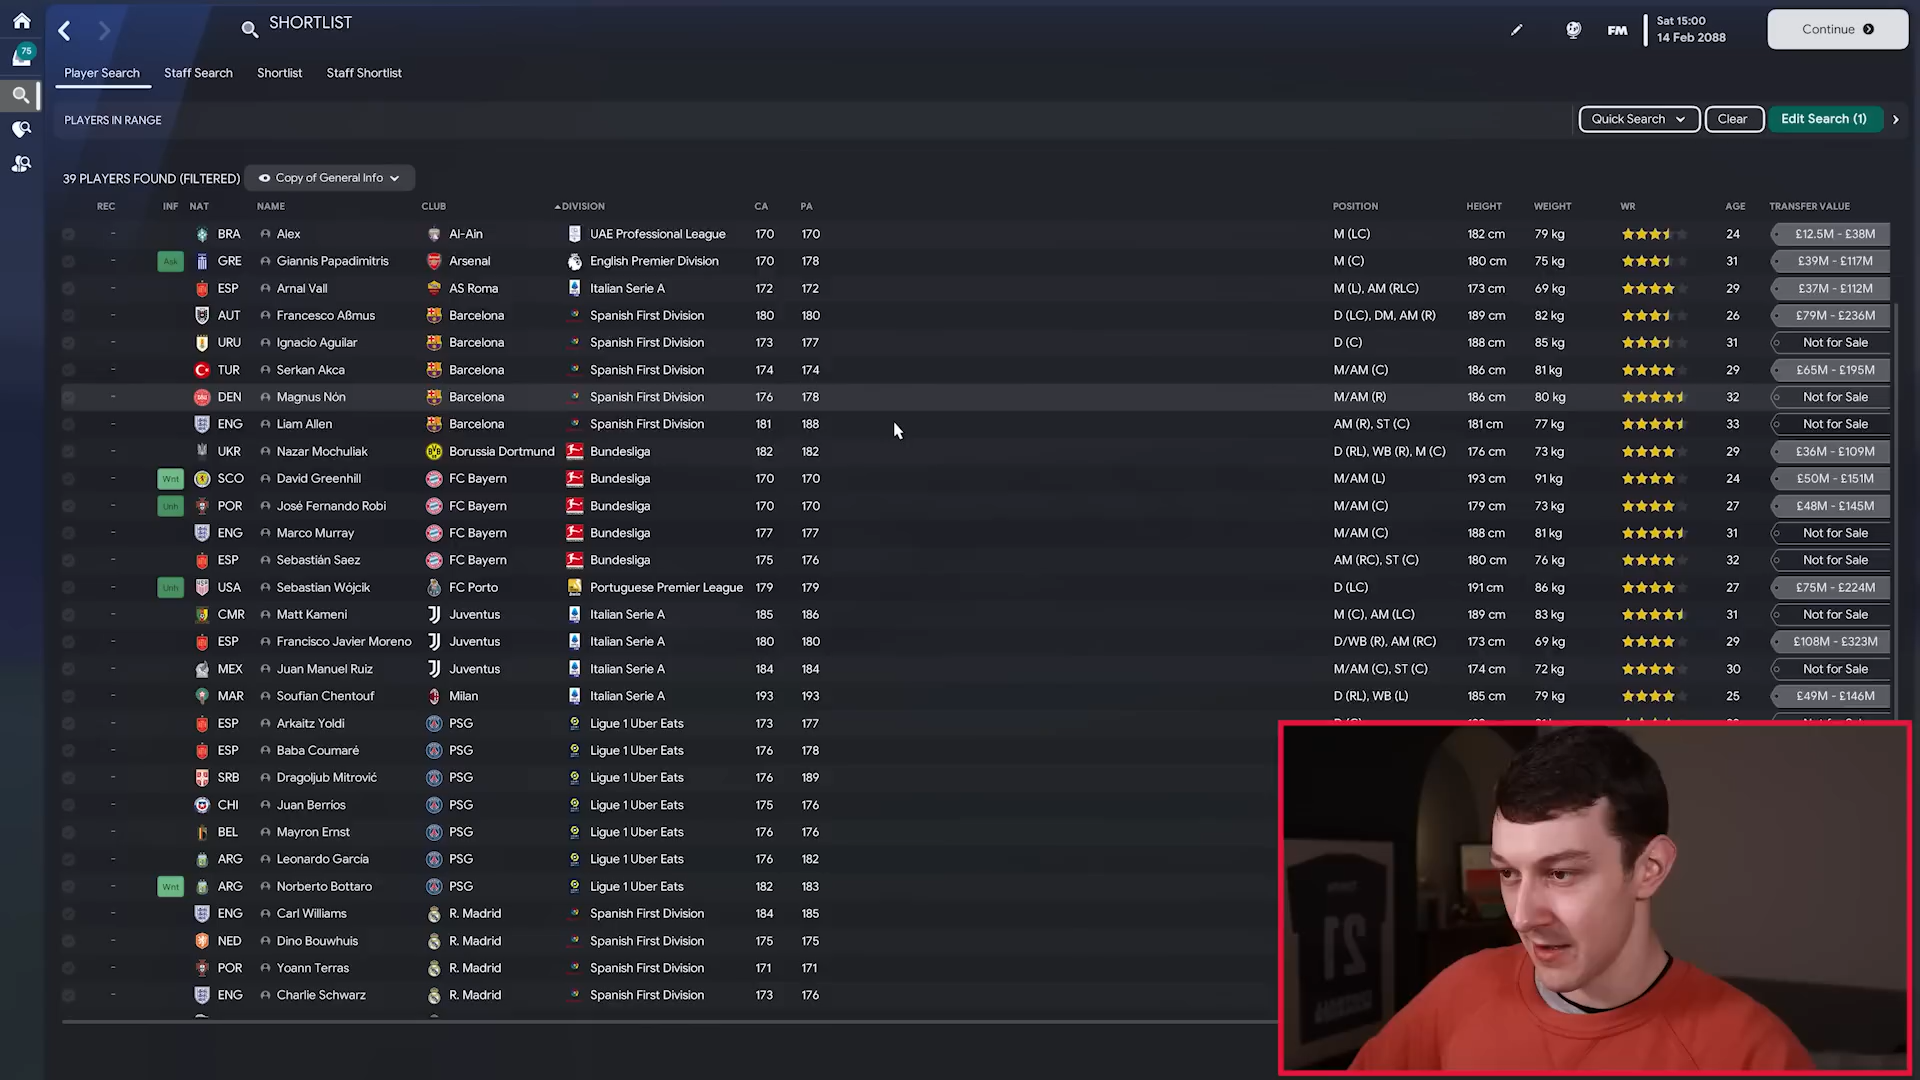 SHORTLIST
Sat 15:00
14 Feb 2088
FM
Continue
75
Player Search Staff Search Shortlist Staff Shortlist
PLAYERS IN RANGE
Quick Search Clear Edit Search (1)
39 PLAYERS FOUND (FILTERED) Copy of General Info
REC INF NAT NAME CLUB DIVISION CA PA POSITION HEIGHT WEIGHT WR AGE TRANSFER VALUE
- BRA Alex Al-Ain UAE Professional League 170 170 M (LC) 182 cm 79 kg 24 £12.5M - £38M
- Ask GRE Giannis Papadimitris Arsenal English Premier Division 170 178 M (C) 180 cm 75 kg 31 £39M - £117M
- ESP Arnal Vall AS Roma Italian Serie A 172 172 M (L), AM (RLC) 173 cm 69 kg 29 £37M - £112M
- AUT Francesco Aßmus Barcelona Spanish First Division 180 180 D (LC), DM, AM (R) 189 cm 82 kg 26 £79M - £236M
- URU Ignacio Aguilar Barcelona Spanish First Division 173 177 D (C) 188 cm 85 kg 31 Not for Sale
- TUR Serkan Akca Barcelona Spanish First Division 174 174 M/AM (C) 186 cm 81 kg 29 £65M - £195M
- DEN Magnus Nón Barcelona Spanish First Division 176 178 M/AM (R) 186 cm 80 kg 32 Not for Sale
- ENG Liam Allen Barcelona Spanish First Division 181 188 AM (R), ST (C) 181 cm 77 kg 33 Not for Sale
- UKR Nazar Mochuliak Borussia Dortmund Bundesliga 182 182 D (RL), WB (R), M (C) 176 cm 73 kg 29 £36M - £109M
- Wnt SCO David Greenhill FC Bayern Bundesliga 170 170 M/AM (L) 193 cm 91 kg 24 £50M - £151M
- Unh POR José Fernando Robi FC Bayern Bundesliga 170 170 M/AM (C) 179 cm 73 kg 27 £48M - £145M
- ENG Marco Murray FC Bayern Bundesliga 177 177 M/AM (C) 188 cm 81 kg 31 Not for Sale
- ESP Sebastián Saez FC Bayern Bundesliga 175 176 AM (RC), ST (C) 180 cm 76 kg 32 Not for Sale
- Unh USA Sebastian Wójcik FC Porto Portuguese Premier League 179 179 D (LC) 191 cm 86 kg 27 £75M - £224M
- CMR Matt Kameni Juventus Italian Serie A 185 186 M (C), AM (LC) 189 cm 83 kg 31 Not for Sale
- ESP Francisco Javier Moreno Juventus Italian Serie A 180 180 D/WB (R), AM (RC) 173 cm 69 kg 29 £108M - £323M
- MEX Juan Manuel Ruiz Juventus Italian Serie A 184 184 M/AM (C), ST (C) 174 cm 72 kg 30 Not for Sale
- MAR Soufian Chentouf Milan Italian Serie A 193 193 D (RL), WB (L) 185 cm 79 kg 25 £49M - £146M
- ESP Arkaitz Yoldi PSG Ligue 1 Uber Eats 173 177
- ESP Baba Coumaré PSG Ligue 1 Uber Eats 176 178
- SRB Dragoljub Mitrović PSG Ligue 1 Uber Eats 176 189
- CHI Juan Berríos PSG Ligue 1 Uber Eats 175 176
- BEL Mayron Ernst PSG Ligue 1 Uber Eats 176 176
- ARG Leonardo García PSG Ligue 1 Uber Eats 176 182
- Wnt ARG Norberto Bottaro PSG Ligue 1 Uber Eats 182 183
- ENG Carl Williams R. Madrid Spanish First Division 184 185
- NED Dino Bouwhuis R. Madrid Spanish First Division 175 175
- POR Yoann Terras R. Madrid Spanish First Division 171 171
- ENG Charlie Schwarz R. Madrid Spanish First Division 173 176
21